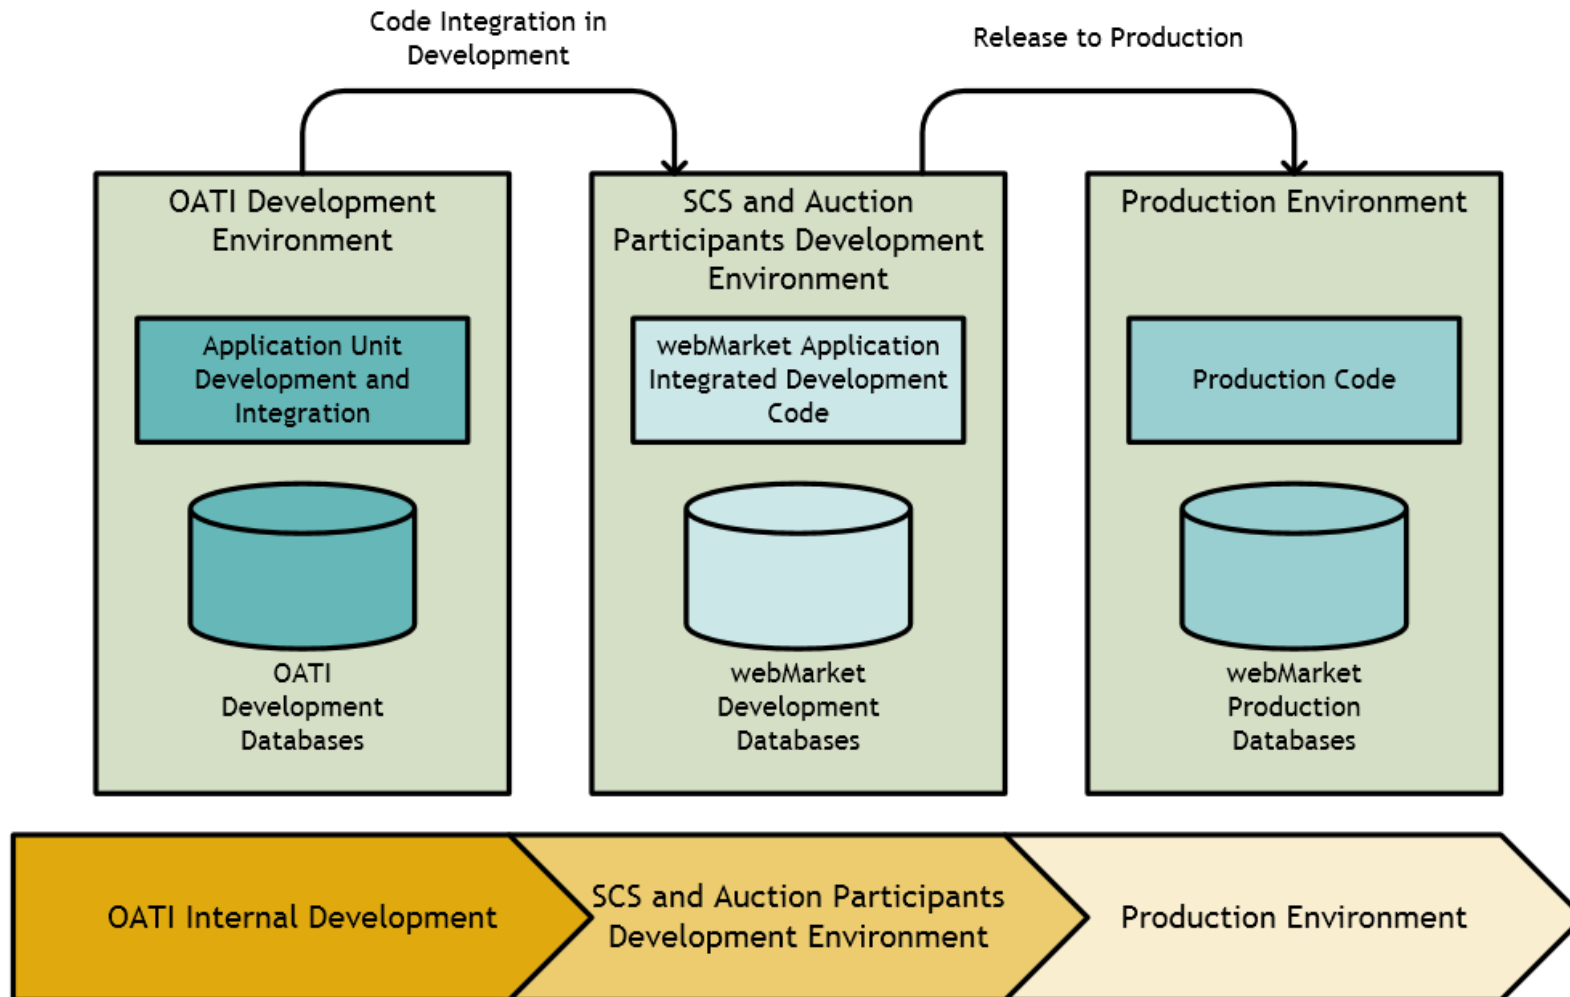 Code Integration in
Development
Release to Production
OATI Development
Environment
Application Unit
Development and
Integration
OATI
Development
Databases
SCS and Auction
Participants Development
Environment
webMarket Application
Integrated Development
Code
webMarket
Development
Databases
Production Environment
Production Code
webMarket
Production
Databases
OATI Internal Development
SCS and Auction Participants
Development Environment
Production Environment